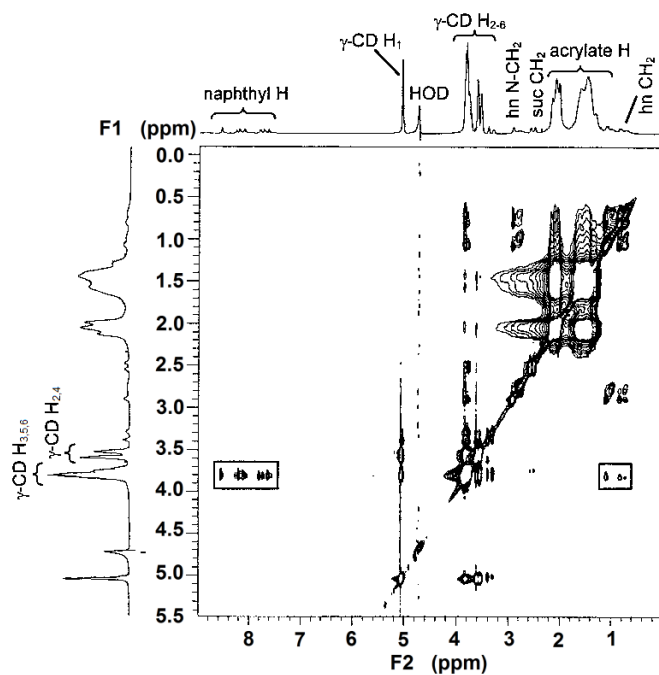 γ-CD H2-6
γ-CD H1
acrylate H
hn N-CH2
suc CH2
hn CH2
naphthyl H
HOD
F1 (ppm)
0.0
0.5
1.0
1.5
2.0
2.5
3.0
3.5
4.0
4.5
5.0
5.5
γ-CD H2,4
γ-CD H3,5,6
8 7 6 5 4 3 2 1
F2 (ppm)